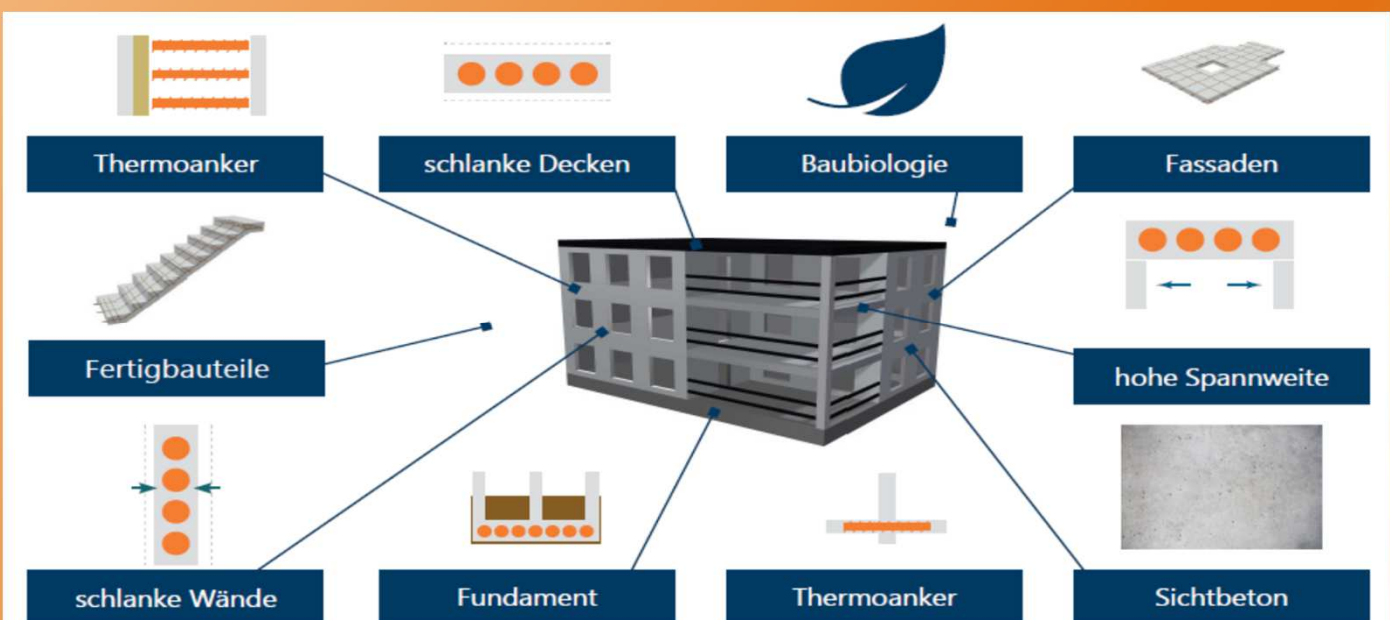 Thermoanker
schlanke Decken
Baubiologie
Fassaden
Fertigbauteile
hohe Spannweite
schlanke Wände
Fundament
Thermoanker
Sichtbeton